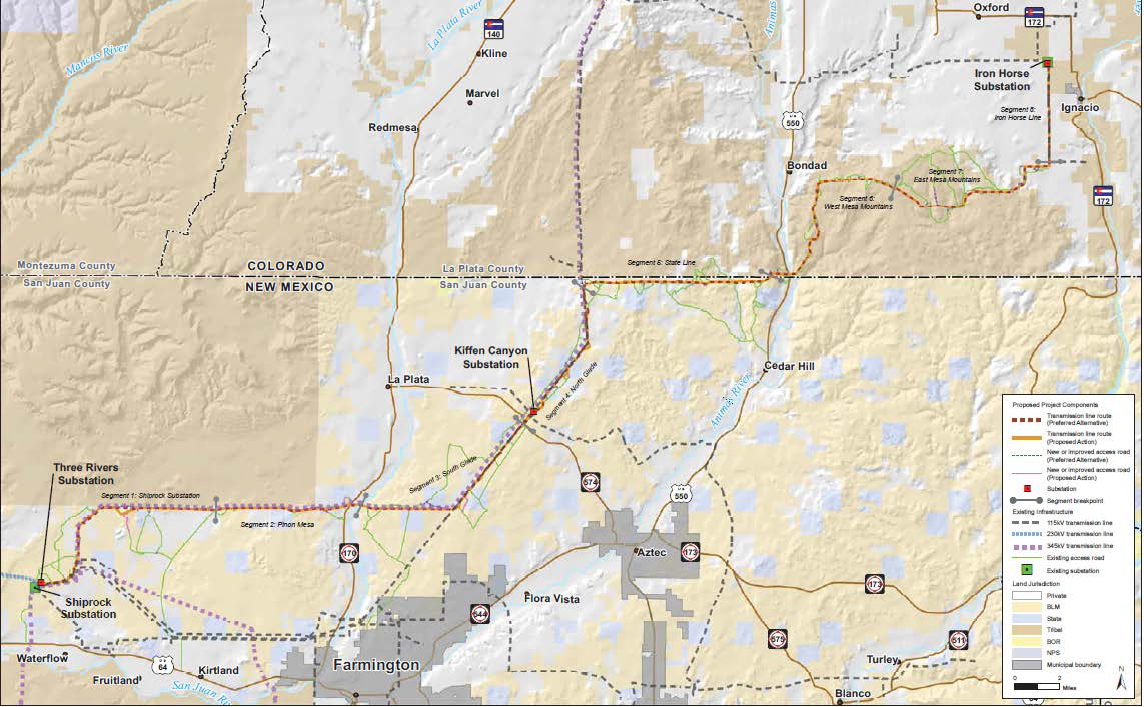 Oxford
172
Mancos River
La Plata River
140
Animas
Kline
Iron Horse
Substation
Marvel
Segment 8:
Iron Horse Line
Ignacio
Redmesa
US
550
Bondad
Segment 7:
East Mesa Mountains
172
Segment 6:
West Mesa Mountains
Montezuma County
COLORADO
La Plata County
Segment 5: State Line
San Juan County
NEW MEXICO
San Juan County
Kiffen Canyon
Substation
La Plata
Cedar Hill
Segment 4: North Glade
Animas River
Segment 3: South Glade
Three Rivers
Substation
574
US
550
Segment 1: Shiprock Substation
Segment 2: Pinon Mesa
170
Aztec
173
173
Shiprock
Substation
Flora Vista
544
575
511
Waterflow
US
64
Kirtland
Farmington
Turley
Fruitland
San Juan
Blanco
Proposed Project Components
Transmission line route
(Preferred Alternative)
Transmission line route
(Proposed Action)
New or improved access road
(Preferred Alternative)
New or improved access road
(Proposed Action)
Substation
Segment breakpoint
Existing Infrastructure
115kV transmission line
230kV transmission line
345kV transmission line
Existing access road
Existing substation
Land Jurisdiction
Private
BLM
State
Tribal
BOR
NPS
Municipal boundary
0 2
Miles
N